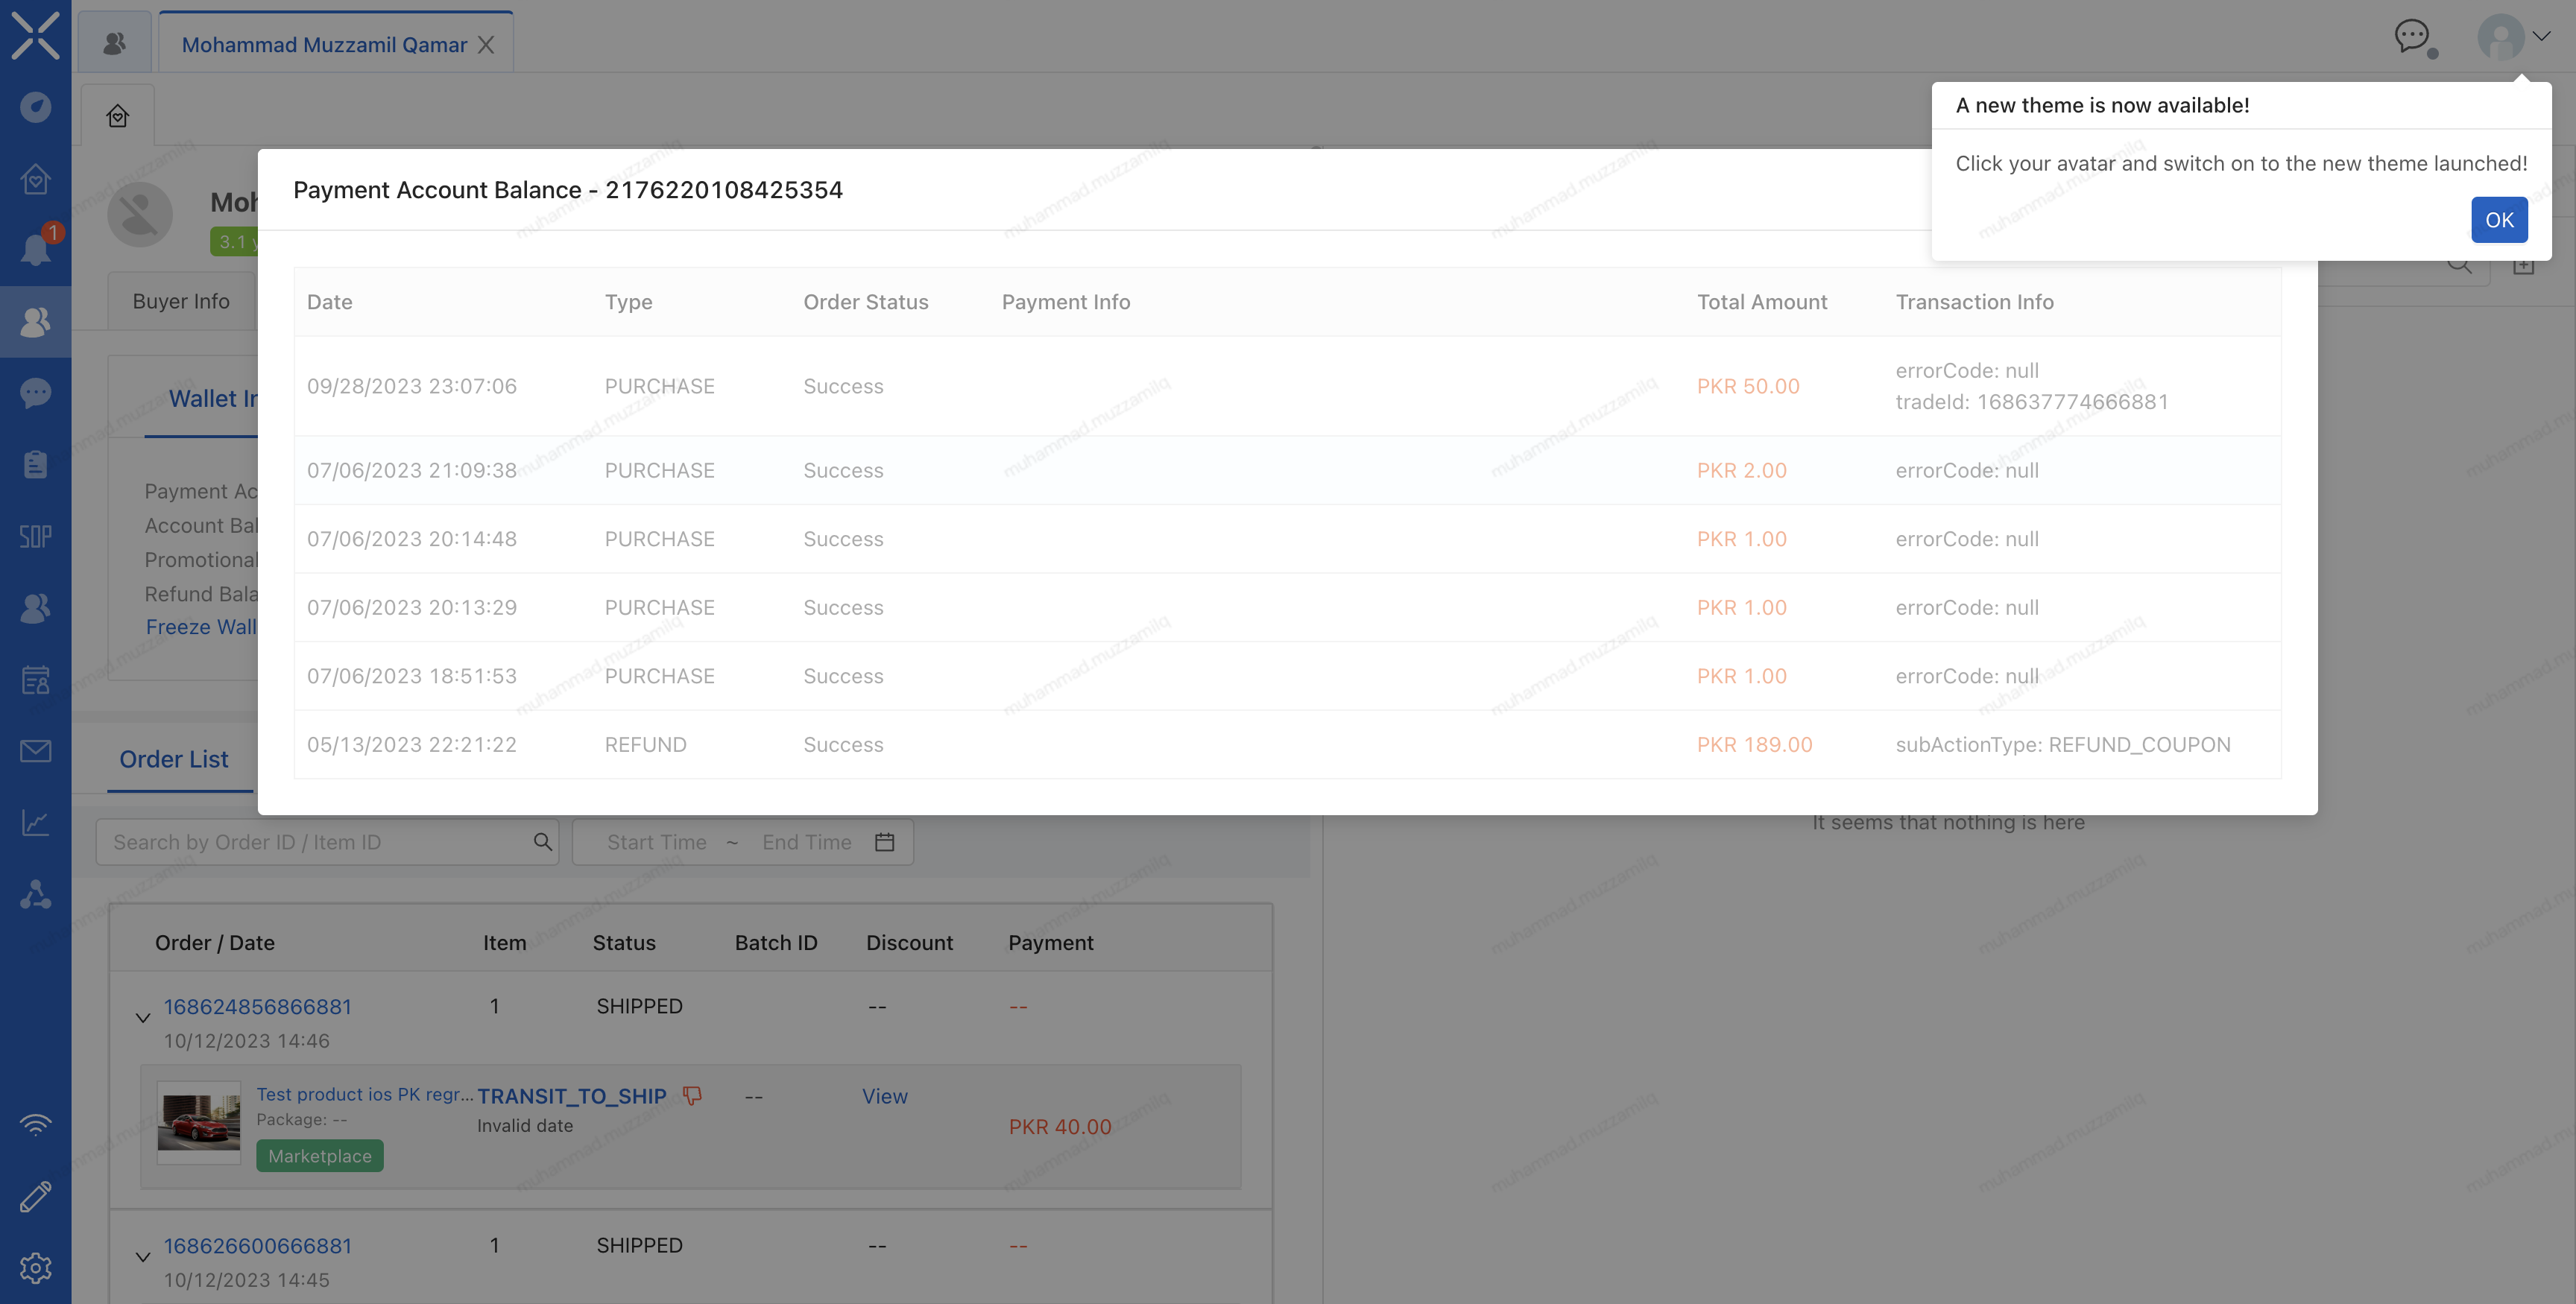 Mohammad Muzzamil Qamar
A new theme is now available!
Click your avatar and switch on to the new theme launched!
OK
1
Moh
3.1 y
Buyer Info
Wallet In
Payment Ac
Account Bal
Promotional
Refund Bala
Freeze Wall
SOP
Payment Account Balance - 2176220108425354
Date Type Order Status Payment Info Total Amount Transaction Info
09/28/2023 23:07:06 PURCHASE Success PKR 50.00 errorCode: null
tradeId: 168637774666881
07/06/2023 21:09:38 PURCHASE Success PKR 2.00 errorCode: null
07/06/2023 20:14:48 PURCHASE Success PKR 1.00 errorCode: null
07/06/2023 20:13:29 PURCHASE Success PKR 1.00 errorCode: null
07/06/2023 18:51:53 PURCHASE Success PKR 1.00 errorCode: null
05/13/2023 22:21:22 REFUND Success PKR 189.00 subActionType: REFUND_COUPON
It seems that nothing is here
Order List
Search by Order ID / Item ID Start Time ~ End Time
Order / Date Item Status Batch ID Discount Payment
168624856866881 1 SHIPPED -- --
10/12/2023 14:46
Test product ios PK regr... TRANSIT_TO_SHIP -- View
Package: -- Invalid date PKR 40.00
Marketplace
168626600666881 1 SHIPPED -- --
10/12/2023 14:45
muhammad.muzzamilq